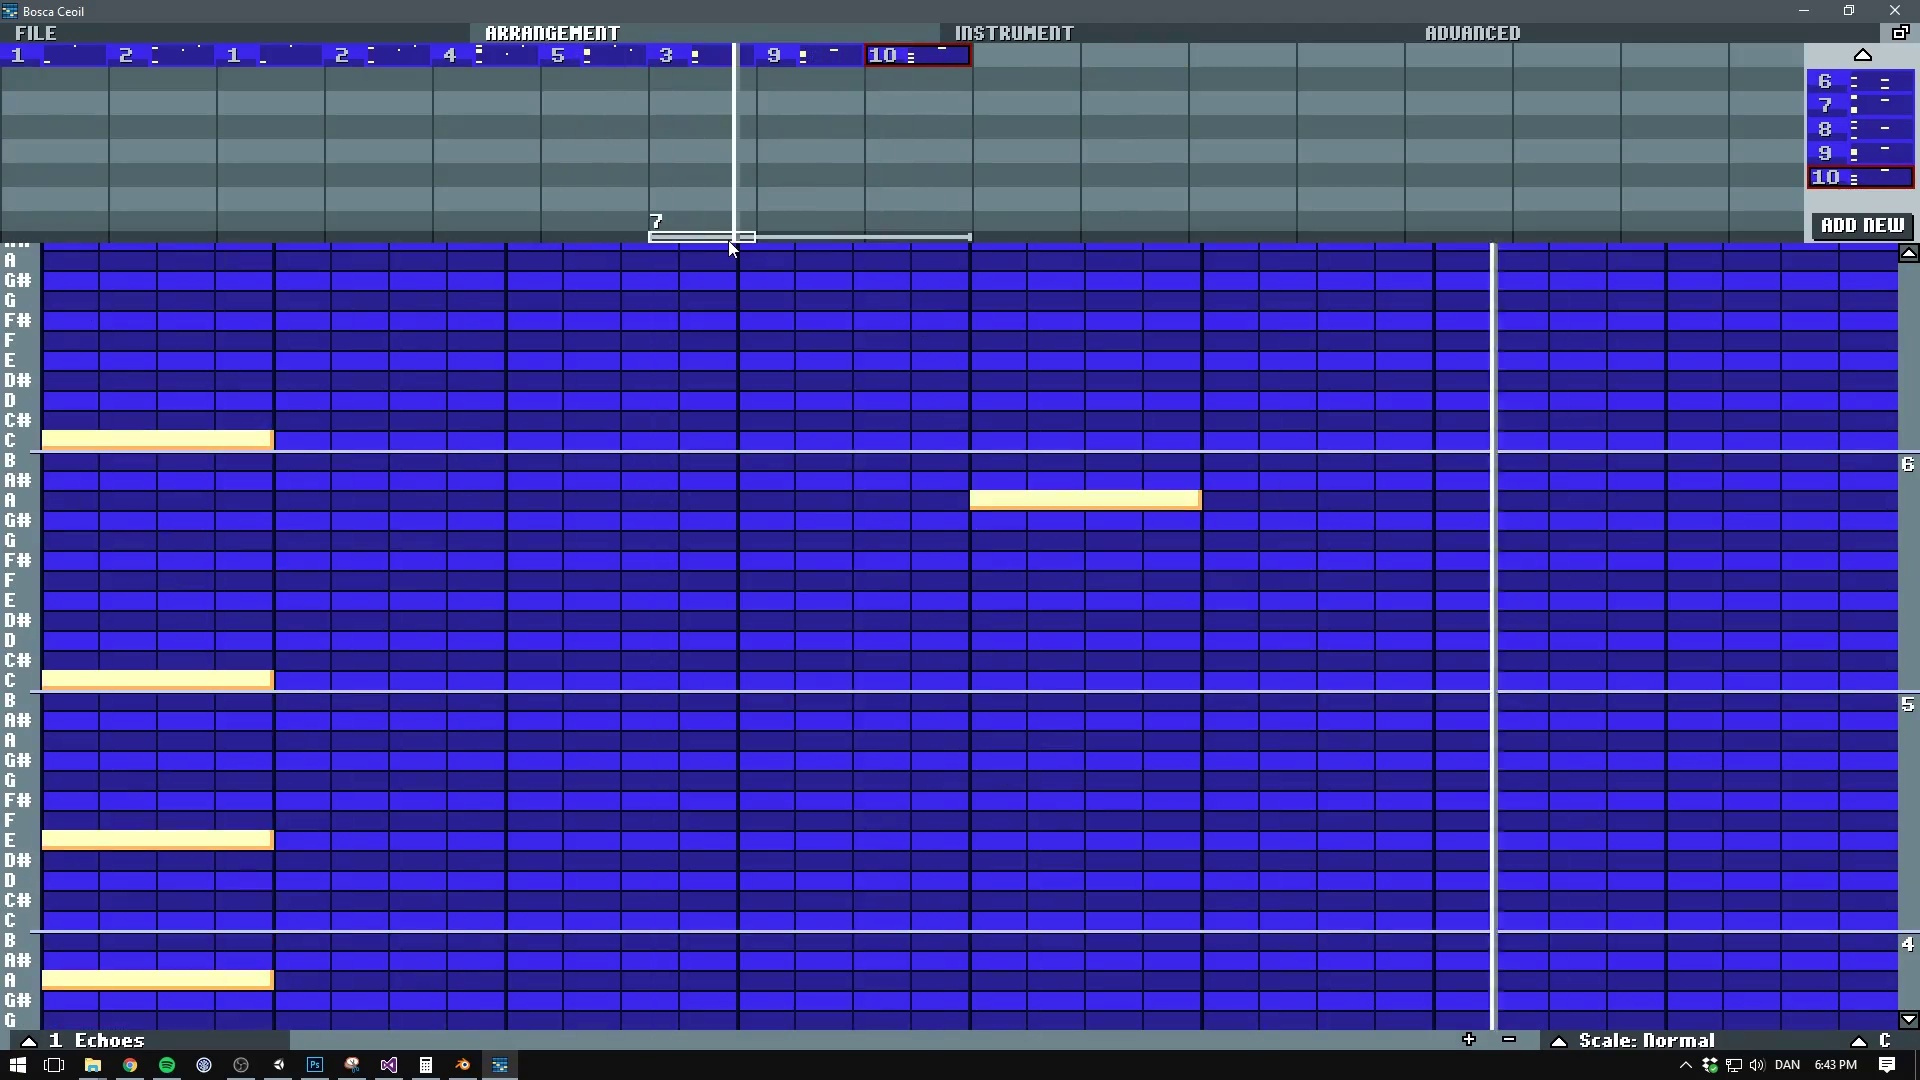 Bosca Ceoil
FILE ARRANGEMENT INSTRUMENT ADVANCED
1 2 1 2 4 5 3 9 10
6
7
8
9
10
7
ADD NEW
A
G#
G
F#
F
E
D#
D
C#
C
B
6
A#
A
G#
G
F#
F
E
D#
D
C#
C
B
5
A#
A
G#
G
F#
F
E
D#
D
C#
C
B
4
A#
A
G#
G
1 Echoes + - Scale: Normal C
Ps DAN 6:43 PM